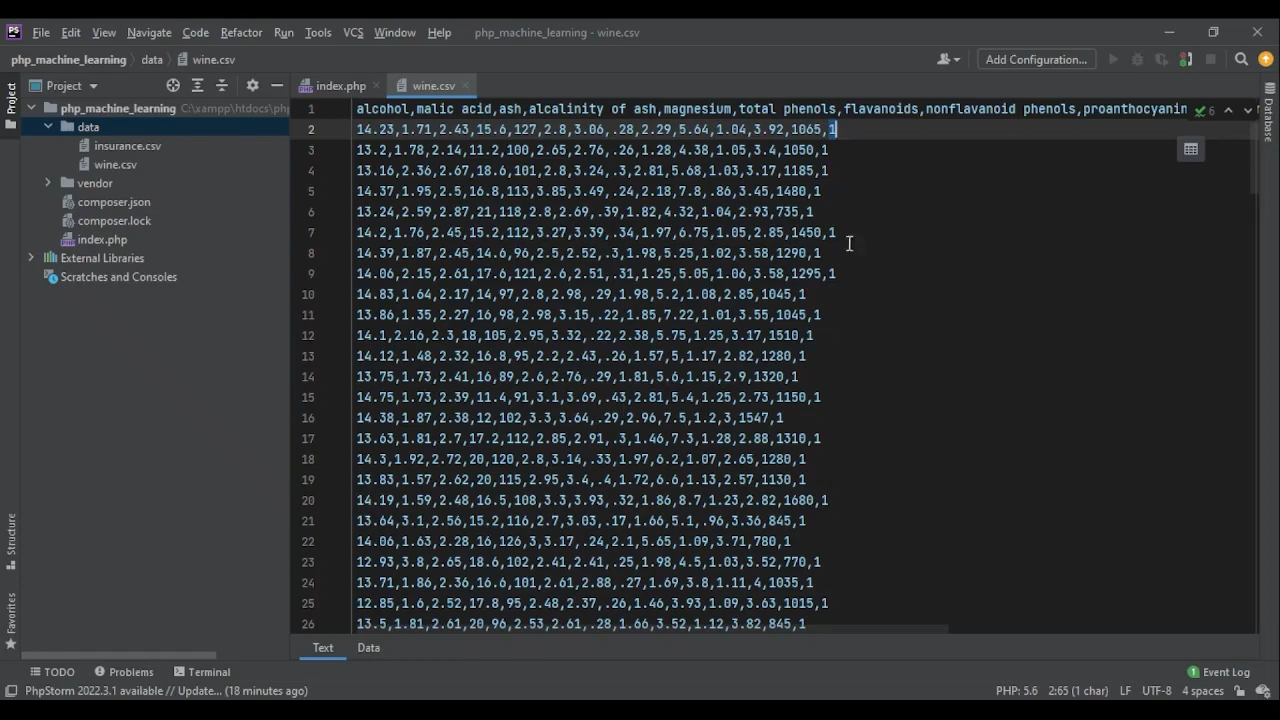 PS File Edit View Navigate Code Refactor Run Tools VCS Window Help php_machine_learning - wine.csv
php_machine_learning data wine.csv Add Configuration...
Project index.php wine.csv
Project
php_machine_learning C:\xampp\htdocs\php
data
insurance.csv
wine.csv
vendor
composer.json
composer.lock
index.php
External Libraries
Scratches and Consoles
Structure
Favorites
Database
6
1 alcohol,malic acid,ash,alcalinity of ash,magnesium,total phenols,flavanoids,nonflavanoid phenols,proanthocyanin
2 14.23,1.71,2.43,15.6,127,2.8,3.06,.28,2.29,5.64,1.04,3.92,1065,1
3 13.2,1.78,2.14,11.2,100,2.65,2.76,.26,1.28,4.38,1.05,3.4,1050,1
4 13.16,2.36,2.67,18.6,101,2.8,3.24,.3,2.81,5.68,1.03,3.17,1185,1
5 14.37,1.95,2.5,16.8,113,3.85,3.49,.24,2.18,7.8,.86,3.45,1480,1
6 13.24,2.59,2.87,21,118,2.8,2.69,.39,1.82,4.32,1.04,2.93,735,1
7 14.2,1.76,2.45,15.2,112,3.27,3.39,.34,1.97,6.75,1.05,2.85,1450,1
8 14.39,1.87,2.45,14.6,96,2.5,2.52,.3,1.98,5.25,1.02,3.58,1290,1
9 14.06,2.15,2.61,17.6,121,2.6,2.51,.31,1.25,5.05,1.06,3.58,1295,1
10 14.83,1.64,2.17,14,97,2.8,2.98,.29,1.98,5.2,1.08,2.85,1045,1
11 13.86,1.35,2.27,16,98,2.98,3.15,.22,1.85,7.22,1.01,3.55,1045,1
12 14.1,2.16,2.3,18,105,2.95,3.32,.22,2.38,5.75,1.25,3.17,1510,1
13 14.12,1.48,2.32,16.8,95,2.2,2.43,.26,1.57,5,1.17,2.82,1280,1
14 13.75,1.73,2.41,16,89,2.6,2.76,.29,1.81,5.6,1.15,2.9,1320,1
15 14.75,1.73,2.39,11.4,91,3.1,3.69,.43,2.81,5.4,1.25,2.73,1150,1
16 14.38,1.87,2.38,12,102,3.3,3.64,.29,2.96,7.5,1.2,3,1547,1
17 13.63,1.81,2.7,17.2,112,2.85,2.91,.3,1.46,7.3,1.28,2.88,1310,1
18 14.3,1.92,2.72,20,120,2.8,3.14,.33,1.97,6.2,1.07,2.65,1280,1
19 13.83,1.57,2.62,20,115,2.95,3.4,.4,1.72,6.6,1.13,2.57,1130,1
20 14.19,1.59,2.48,16.5,108,3.3,3.93,.32,1.86,8.7,1.23,2.82,1680,1
21 13.64,3.1,2.56,15.2,116,2.7,3.03,.17,1.66,5.1,.96,3.36,845,1
22 14.06,1.63,2.28,16,126,3,3.17,.24,2.1,5.65,1.09,3.71,780,1
23 12.93,3.8,2.65,18.6,102,2.41,2.41,.25,1.98,4.5,1.03,3.52,770,1
24 13.71,1.86,2.36,16.6,101,2.61,2.88,.27,1.69,3.8,1.11,4,1035,1
25 12.85,1.6,2.52,17.8,95,2.48,2.37,.26,1.46,3.93,1.09,3.63,1015,1
26 13.5,1.81,2.61,20,96,2.53,2.61,.28,1.66,3.52,1.12,3.82,845,1
Text Data
TODO Problems Terminal 1 Event Log
PhpStorm 2022.3.1 available // Update... (18 minutes ago) PHP: 5.6 2:65 (1 char) LF UTF-8 4 spaces